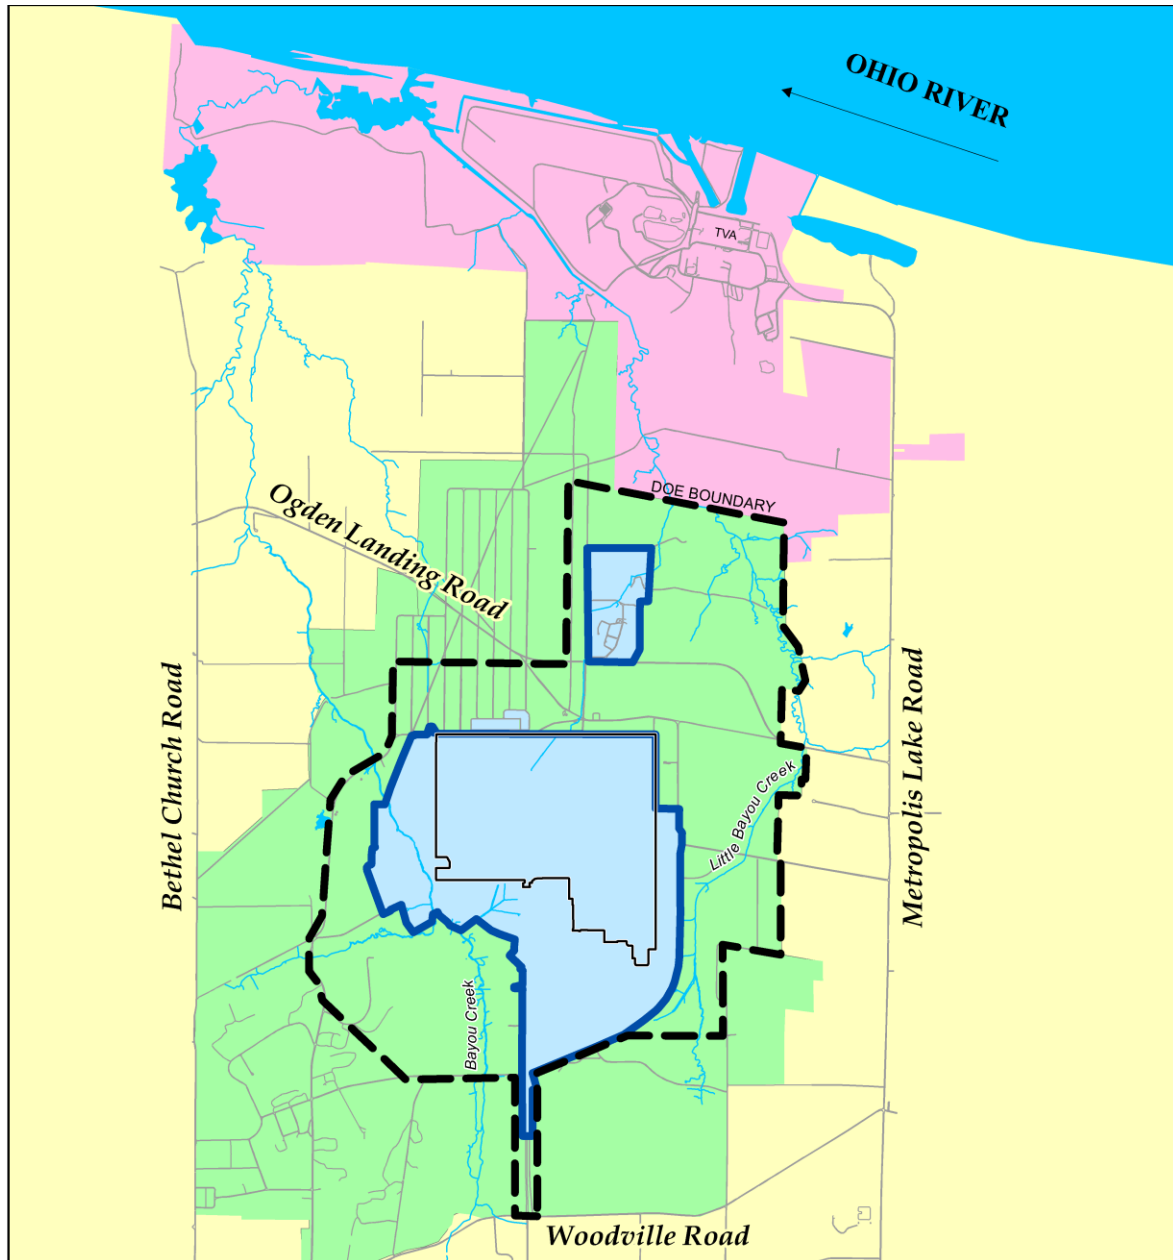 OHIO RIVER
TVA
DOE BOUNDARY
Ogden Landing Road
Bethel Church Road
Metropolis Lake Road
Little Bayou Creek
Bayou Creek
Woodville Road